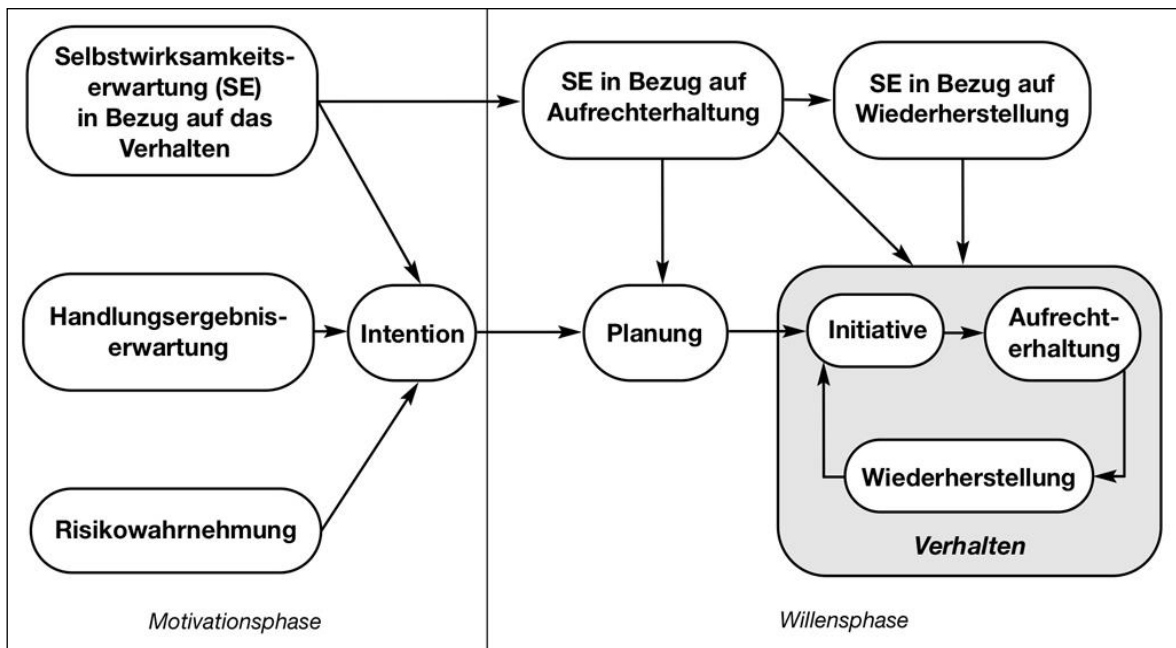 Selbstwirksamkeits-
erwartung (SE)
in Bezug auf das
Verhalten
SE in Bezug auf
Aufrechterhaltung
SE in Bezug auf
Wiederherstellung
Handlungsergebnis-
erwartung
Intention
Planung
Initiative
Aufrecht-
erhaltung
Wiederherstellung
Risikowahrnehmung
Verhalten
Motivationsphase
Willensphase